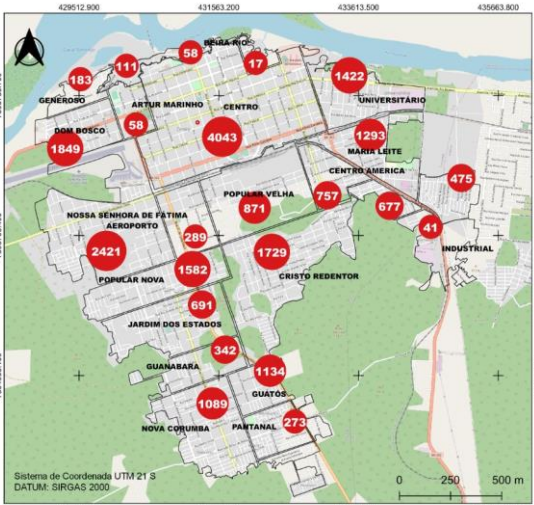 429512.900 431563.200 433613.500 435663.800
BEIRA RIO
58
17
111
183
1422
GENEROSO
ARTUR MARINHO
CENTRO
UNIVERSITÁRIO
DOM BOSCO
58
4043
1293
1849
MARIA LEITE
CENTRO AMERICA
475
POPULAR VELHA
757
677
871
NOSSA SENHORA DE FÁTIMA
AEROPORTO
41
289
2421
1729
INDUSTRIAL
1582
POPULAR NOVA
CRISTO REDENTOR
691
JARDIM DOS ESTADOS
342
GUANABARA
1134
GUATÓS
1089
273
NOVA CORUMBA
PANTANAL
Sistema de Coordenada UTM 21 S
DATUM: SIRGAS 2000
0 250 500 m